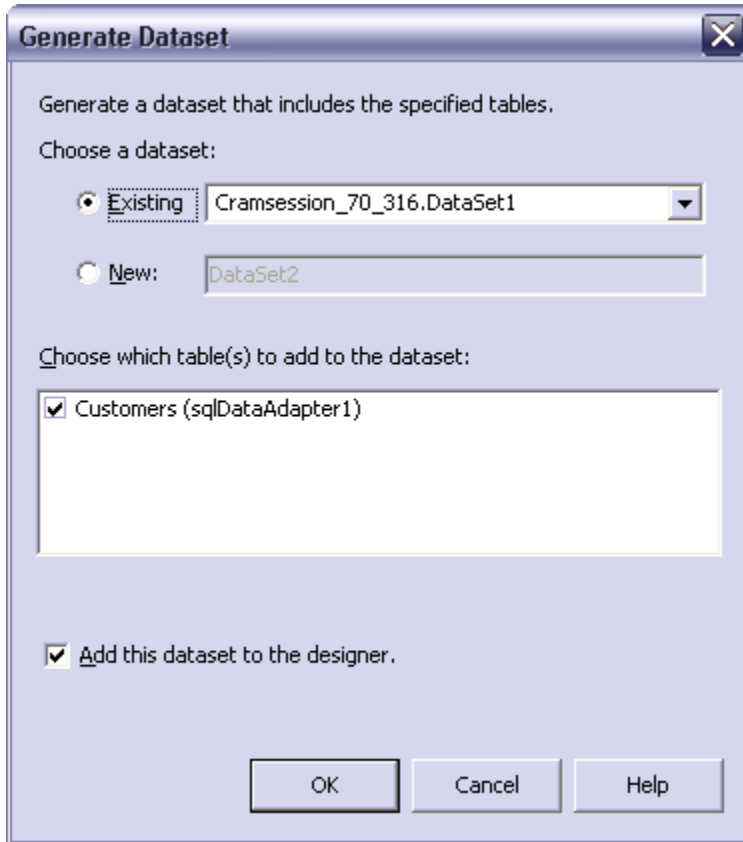 Generate Dataset
Generate a dataset that includes the specified tables.
Choose a dataset:
Existing Cramsession_70_316.DataSet1
New: DataSet2
Choose which table(s) to add to the dataset:
Customers (sqlDataAdapter1)
Add this dataset to the designer.
OK Cancel Help